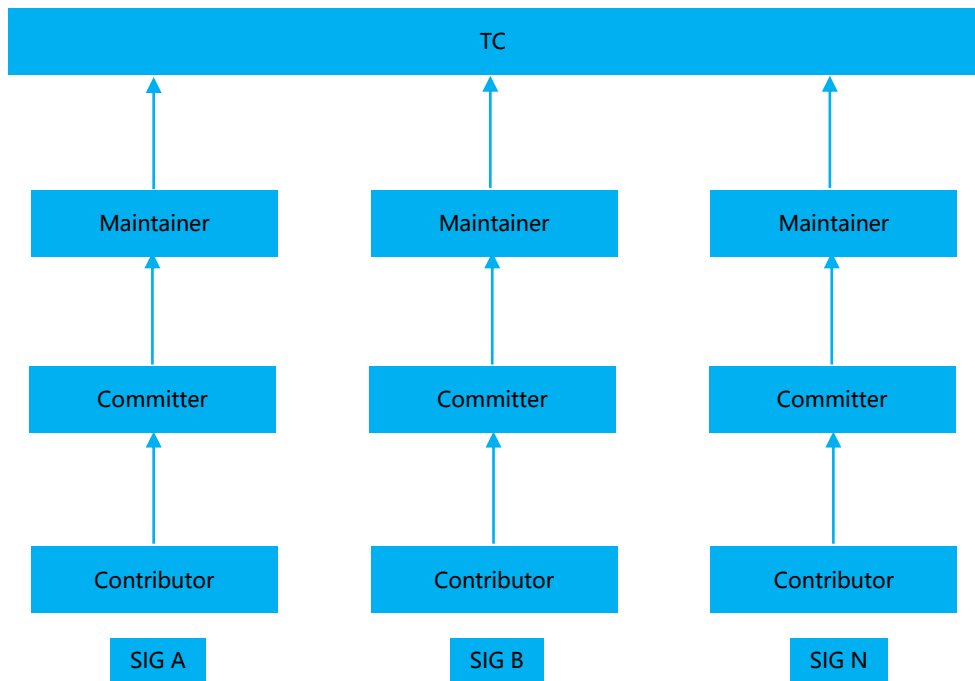 TC
Maintainer
Maintainer
Maintainer
Committer
Committer
Committer
Contributor
Contributor
Contributor
SIG A
SIG B
SIG N